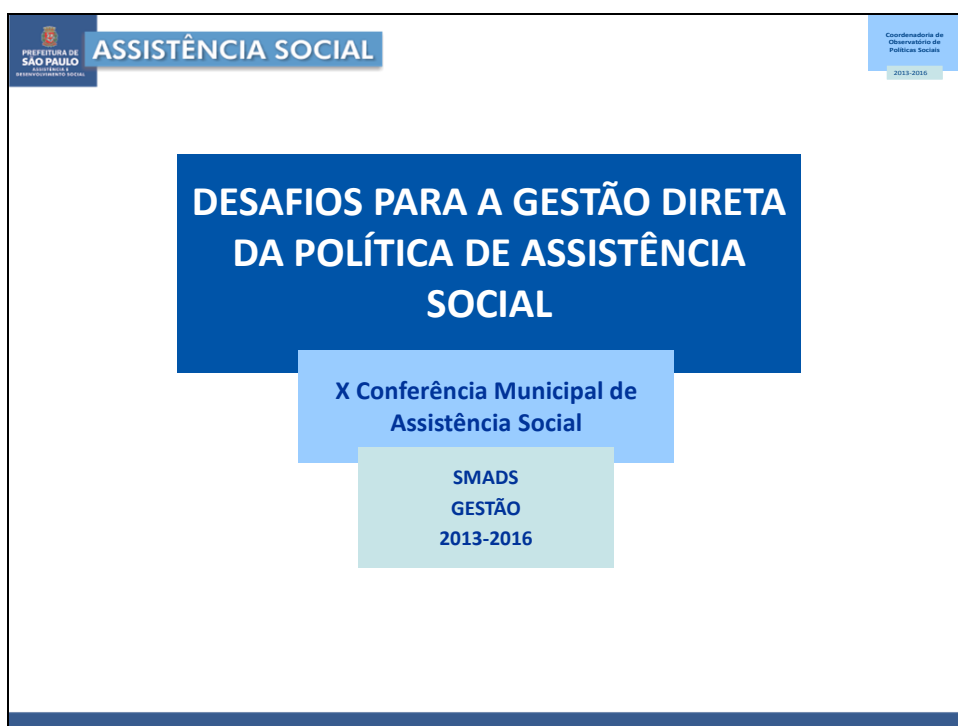 PREFEITURA DE
SÃO PAULO
ASSISTÊNCIA E
DESENVOLVIMENTO SOCIAL
ASSISTÊNCIA SOCIAL
Coordenadoria de
Observatório de
Políticas Sociais
2013-2016
DESAFIOS PARA A GESTÃO DIRETA
DA POLÍTICA DE ASSISTÊNCIA
SOCIAL
X Conferência Municipal de
Assistência Social
SMADS
GESTÃO
2013-2016